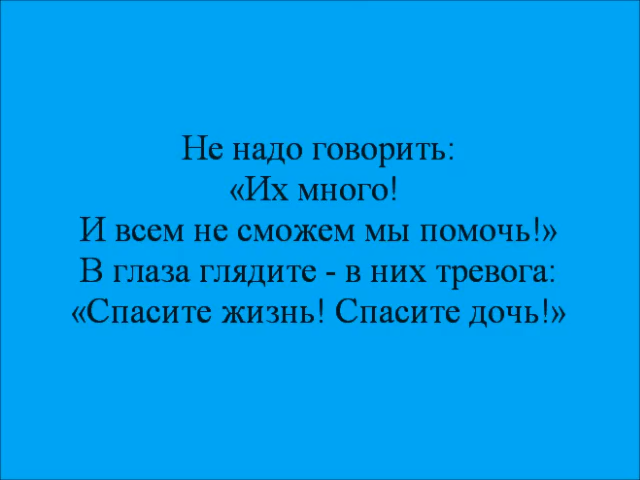 Не надо говорить:
«Их много!
И всем не сможем мы помочь!»
В глаза глядите - в них тревога:
«Спасите жизнь! Спасите дочь!»